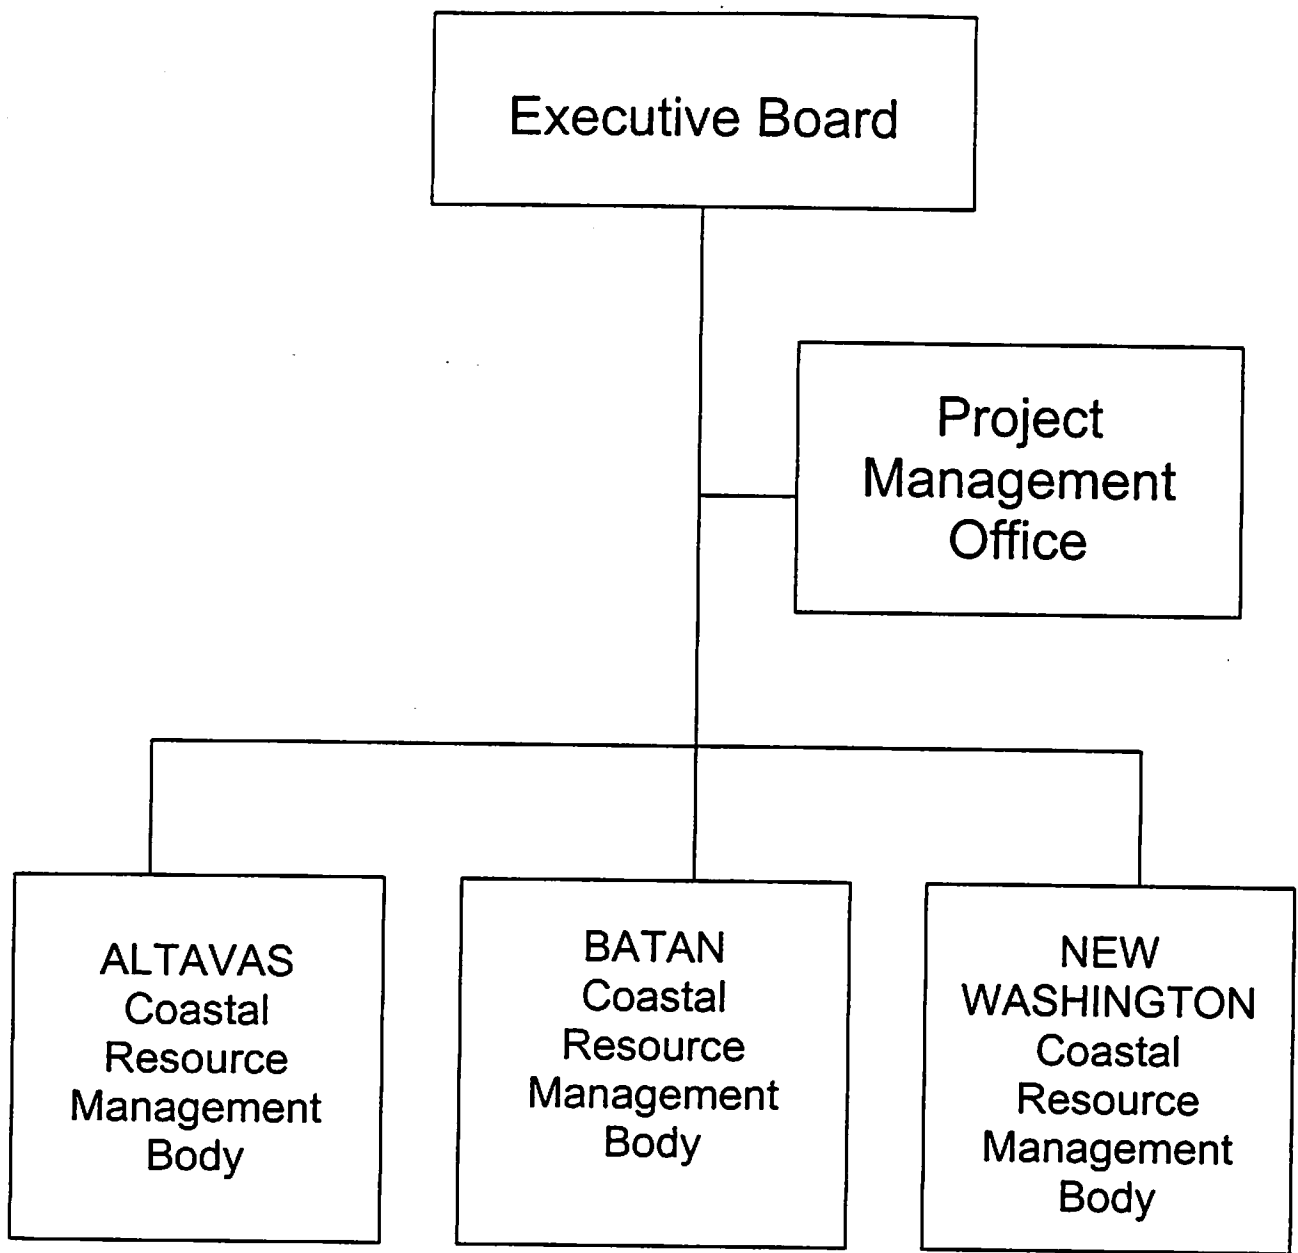 Executive Board
Project
Management
Office
ALTAVAS
Coastal
Resource
Management
Body
BATAN
Coastal
Resource
Management
Body
NEW
WASHINGTON
Coastal
Resource
Management
Body